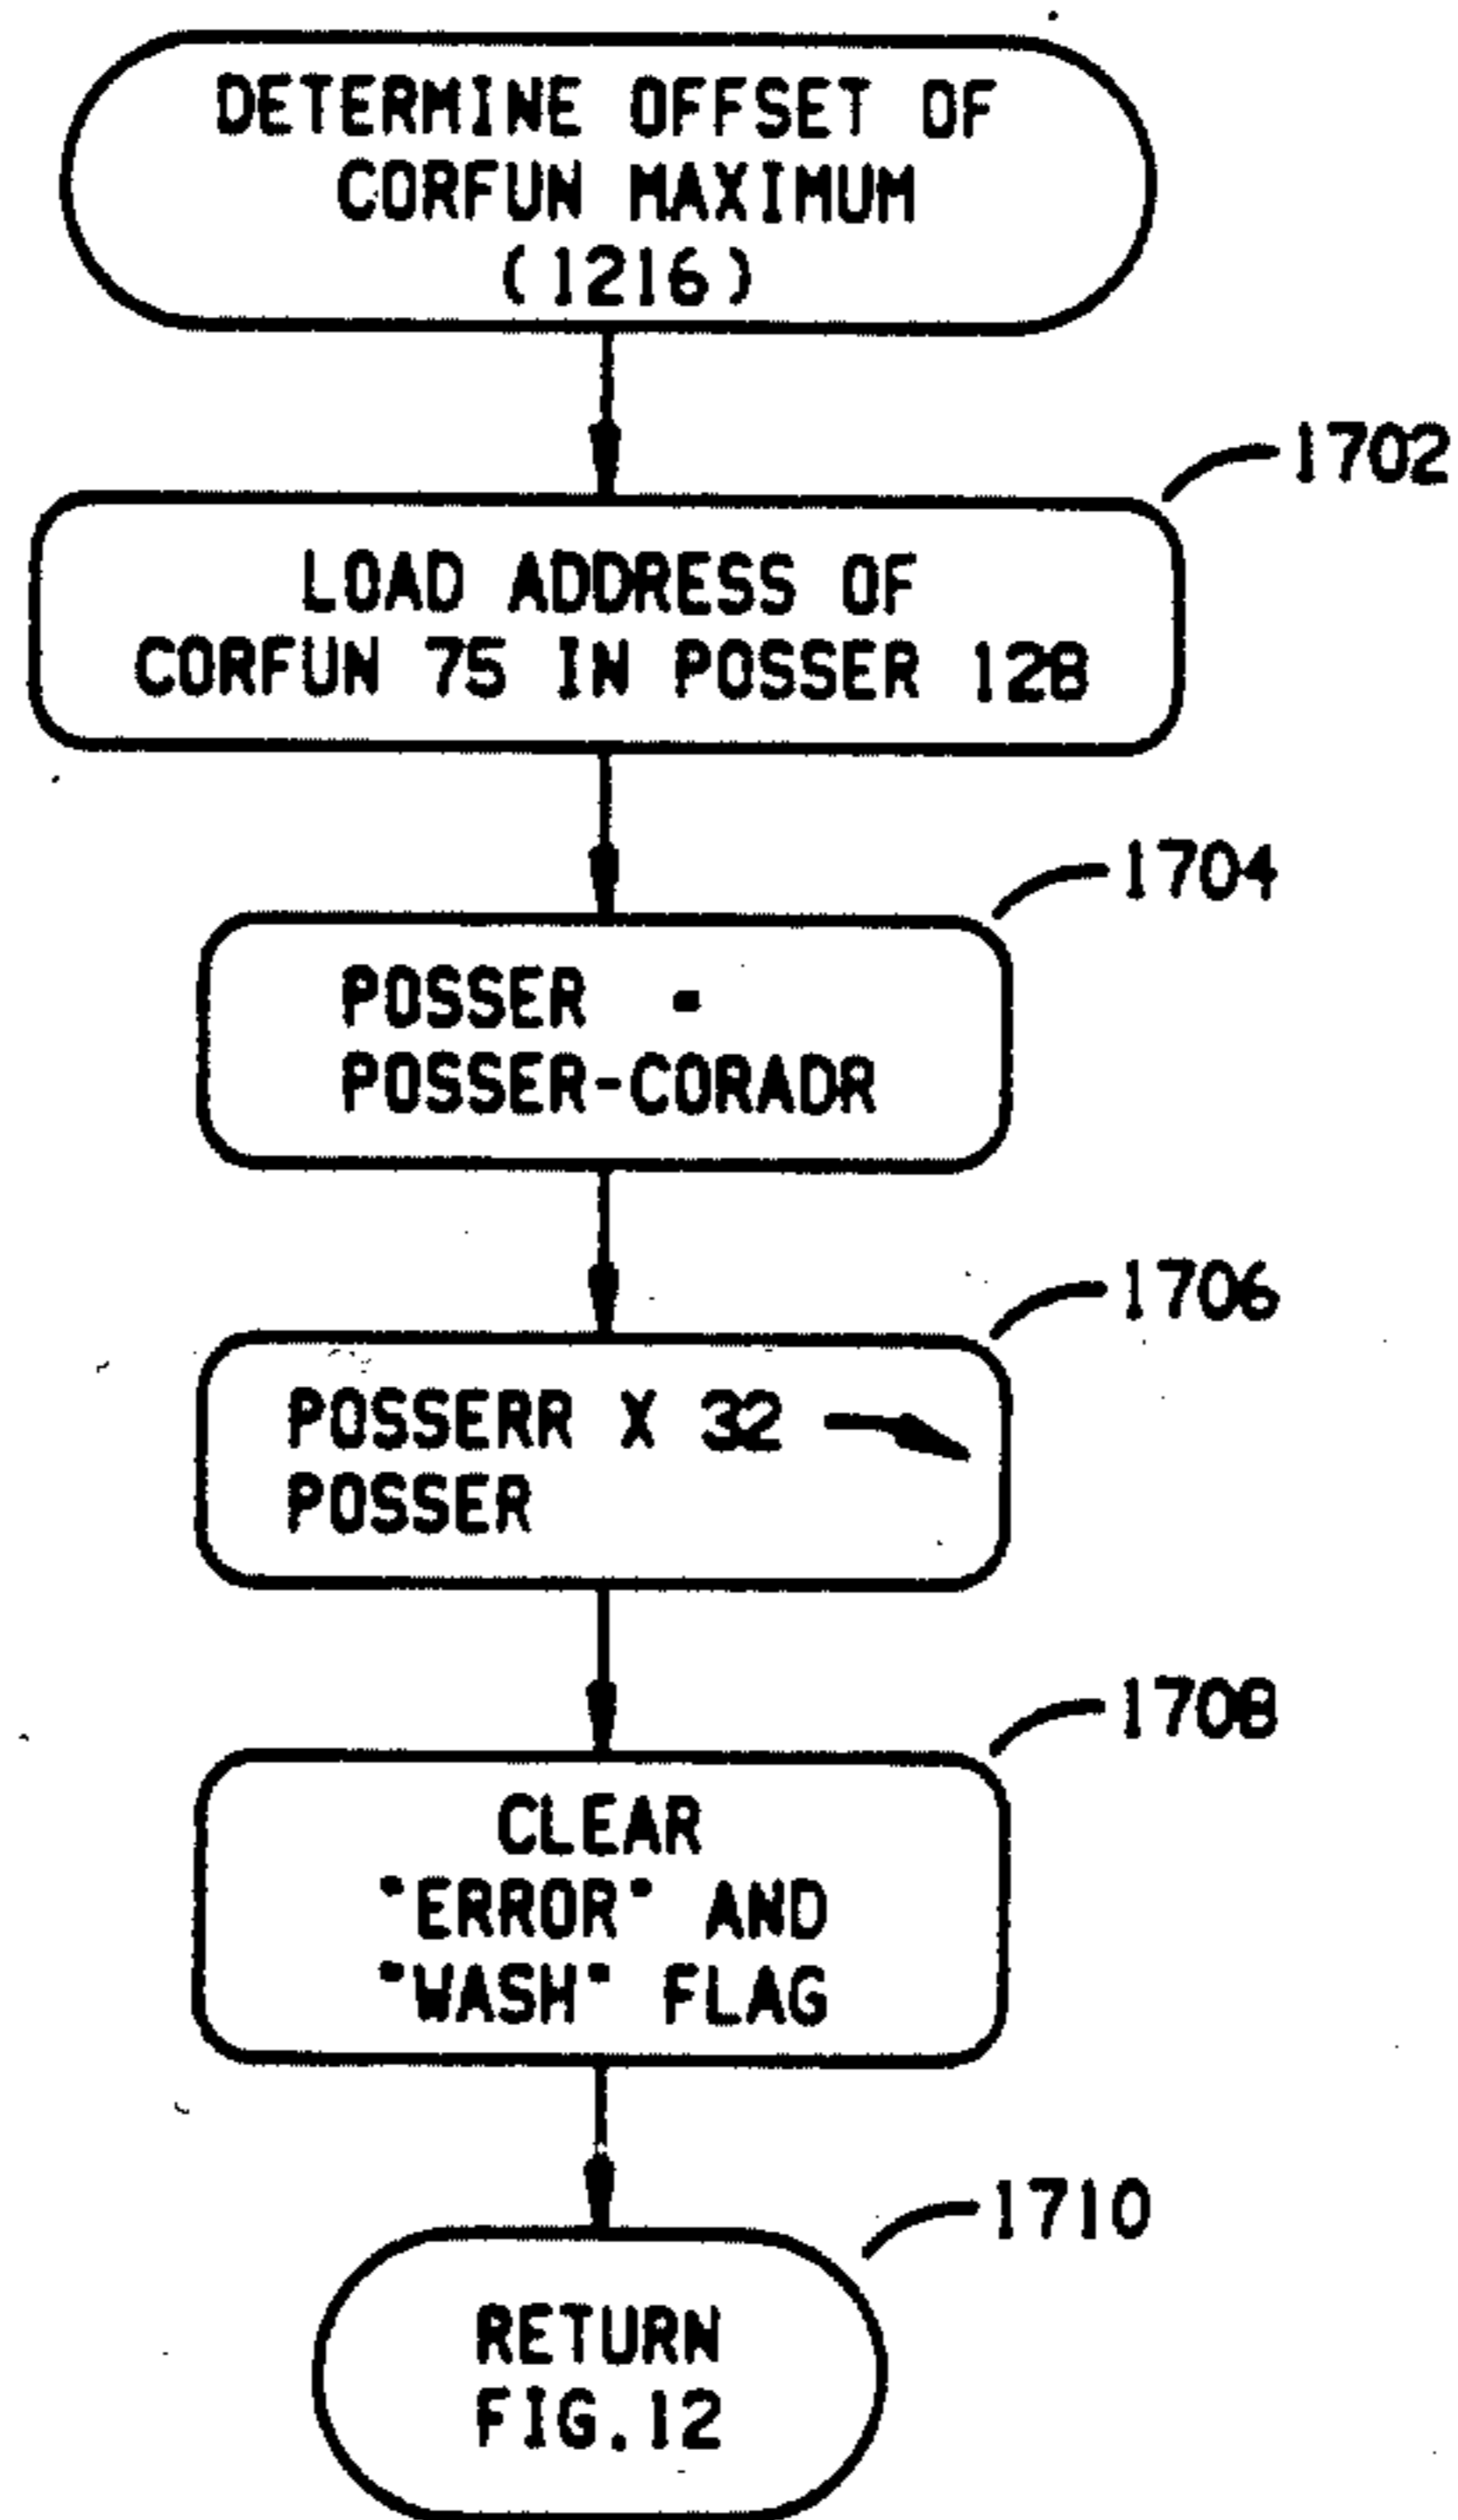 DETERMINE OFFSET OF
CORFUN MAXIMUM
(1216)
1702
LOAD ADDRESS OF
CORFUN 75 IN POSSER 128
1704
POSSER =
POSSER-CORADR
1706
POSSERR X 32
POSSER
1708
CLEAR
"ERROR" AND
"WASH" FLAG
1710
RETURN
FIG.12